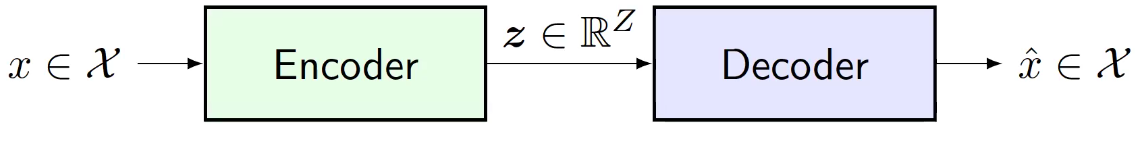 x ∈ 𝒳 Encoder z ∈ ℝ^Z Decoder x̂ ∈ 𝒳